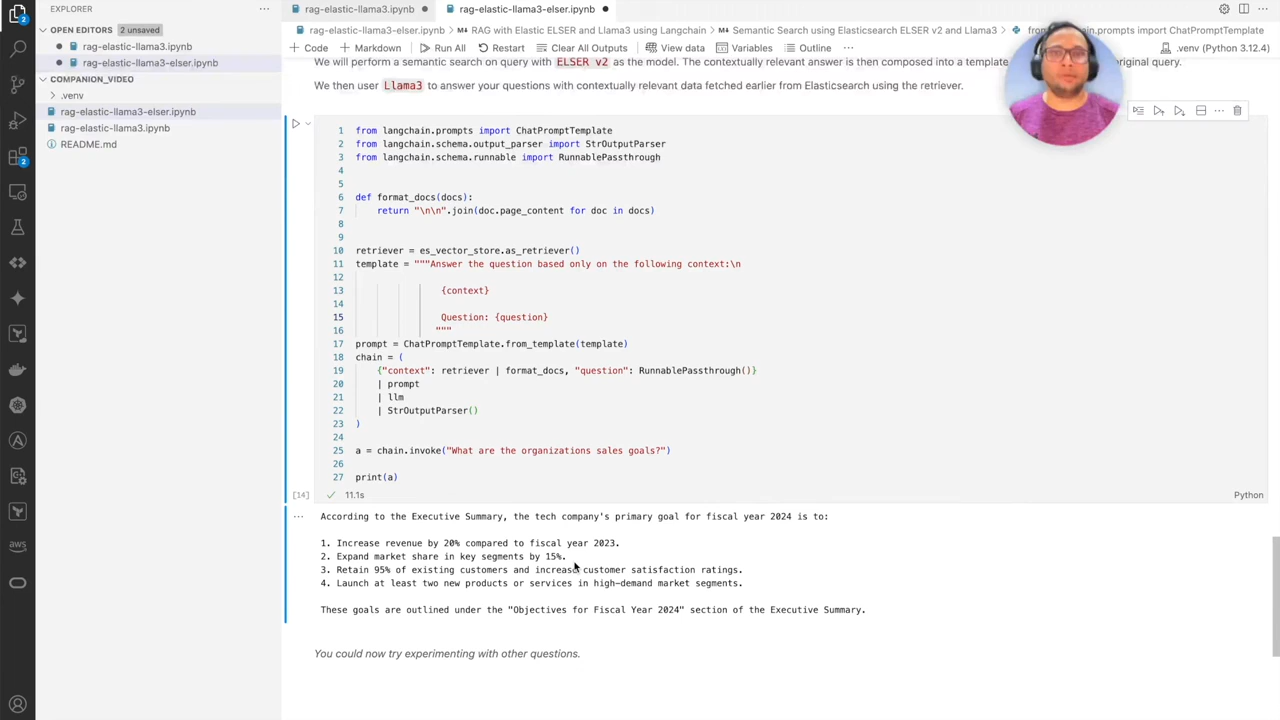 EXPLORER
OPEN EDITORS 2 unsaved
rag-elastic-llama3.ipynb
rag-elastic-llama3-elser.ipynb
COMPANION_VIDEO
.venv
rag-elastic-llama3-elser.ipynb
rag-elastic-llama3.ipynb
README.md
2
2
aws
rag-elastic-llama3.ipynb
rag-elastic-llama3-elser.ipynb
rag-elastic-llama3-elser.ipynb > RAG with Elastic ELSER and Llama3 using Langchain > Semantic Search using Elasticsearch ELSER v2 and Llama3 > from langchain.prompts import ChatPromptTemplate
Code Markdown Run All Restart Clear All Outputs View data Variables Outline .venv (Python 3.12.4)
We will perform a semantic search on query with ELSER v2 as the model. The contextually relevant answer is then composed into a template original query.
We then user Llama3 to answer your questions with contextually relevant data fetched earlier from Elasticsearch using the retriever.
1 from langchain.prompts import ChatPromptTemplate
2 from langchain.schema.output_parser import StrOutputParser
3 from langchain.schema.runnable import RunnablePassthrough
4
5
6 def format_docs(docs):
7 return "\n\n".join(doc.page_content for doc in docs)
8
9
10 retriever = es_vector_store.as_retriever()
11 template = """Answer the question based only on the following context:\n
12
13 {context}
14
15 Question: {question}
16 """
17 prompt = ChatPromptTemplate.from_template(template)
18 chain = (
19 {"context": retriever | format_docs, "question": RunnablePassthrough()}
20 | prompt
21 | llm
22 | StrOutputParser()
23 )
24
25 a = chain.invoke("What are the organizations sales goals?")
26
27 print(a)
[14] 11.1s Python
According to the Executive Summary, the tech company's primary goal for fiscal year 2024 is to:
1. Increase revenue by 20% compared to fiscal year 2023.
2. Expand market share in key segments by 15%.
3. Retain 95% of existing customers and increase customer satisfaction ratings.
4. Launch at least two new products or services in high-demand market segments.
These goals are outlined under the "Objectives for Fiscal Year 2024" section of the Executive Summary.
You could now try experimenting with other questions.